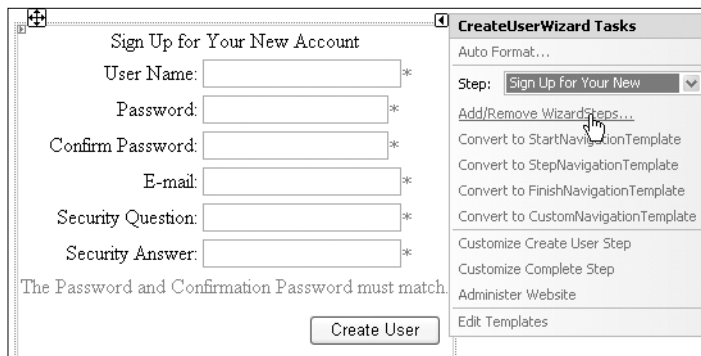 Sign Up for Your New Account
User Name: *
Password: *
Confirm Password: *
E-mail: *
Security Question: *
Security Answer: *
The Password and Confirmation Password must match.
Create User
CreateUserWizard Tasks
Auto Format...
Step: Sign Up for Your New
Add/Remove WizardSteps...
Convert to StartNavigationTemplate
Convert to StepNavigationTemplate
Convert to FinishNavigationTemplate
Convert to CustomNavigationTemplate
Customize Create User Step
Customize Complete Step
Administer Website
Edit Templates